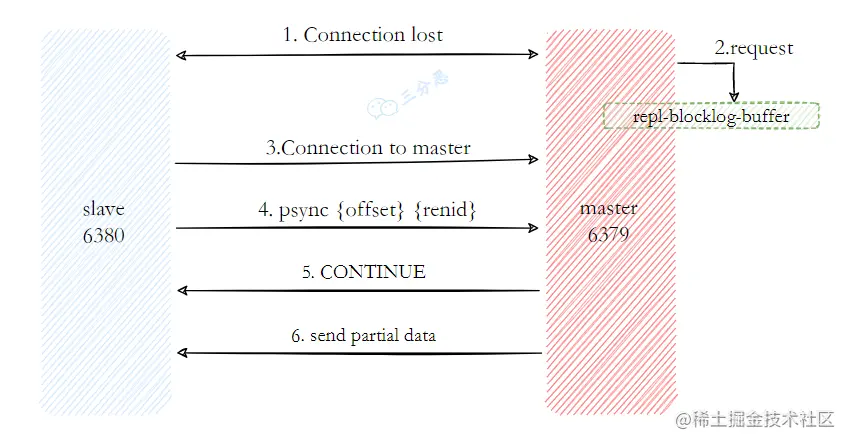 1. Connection lost
2.request
三分恶
repl-blocklog-buffer
3.Connection to master
slave
6380
4. psync {offset} {renid}
master
6379
5. CONTINUE
6. send partial data
@稀土掘金技术社区